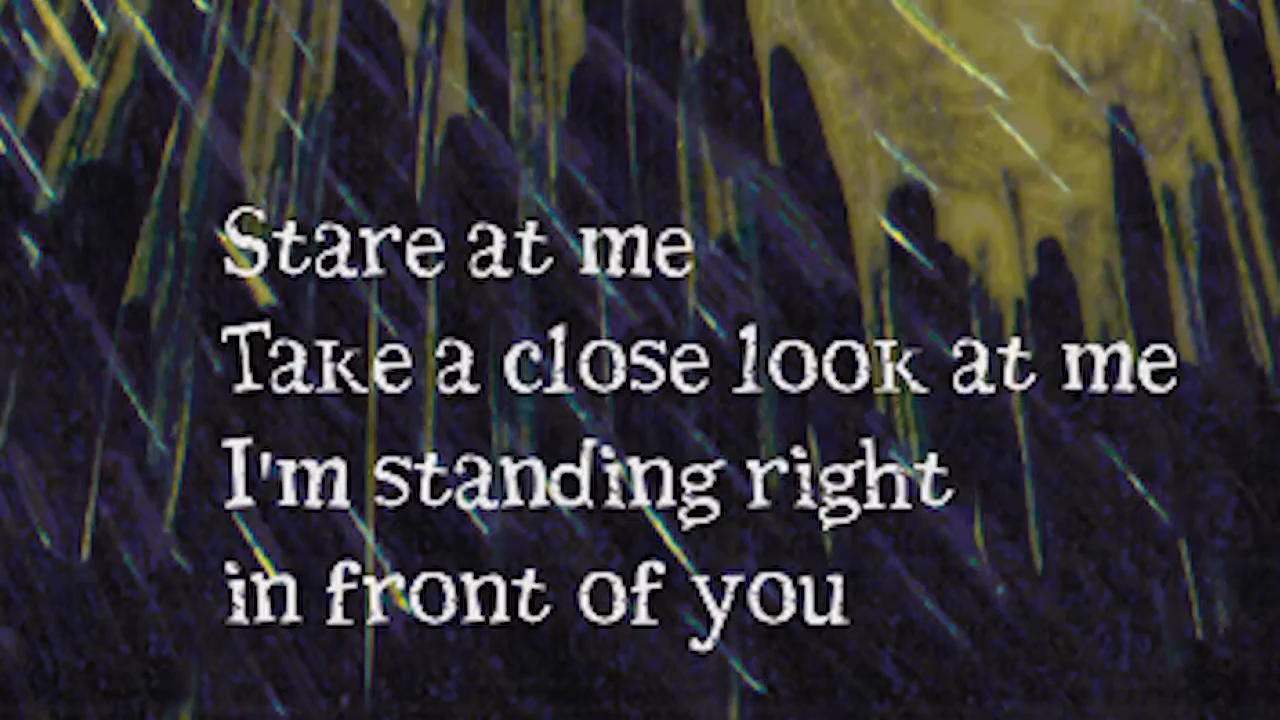 Stare at me
Take a close look at me
I'm standing right
in front of you